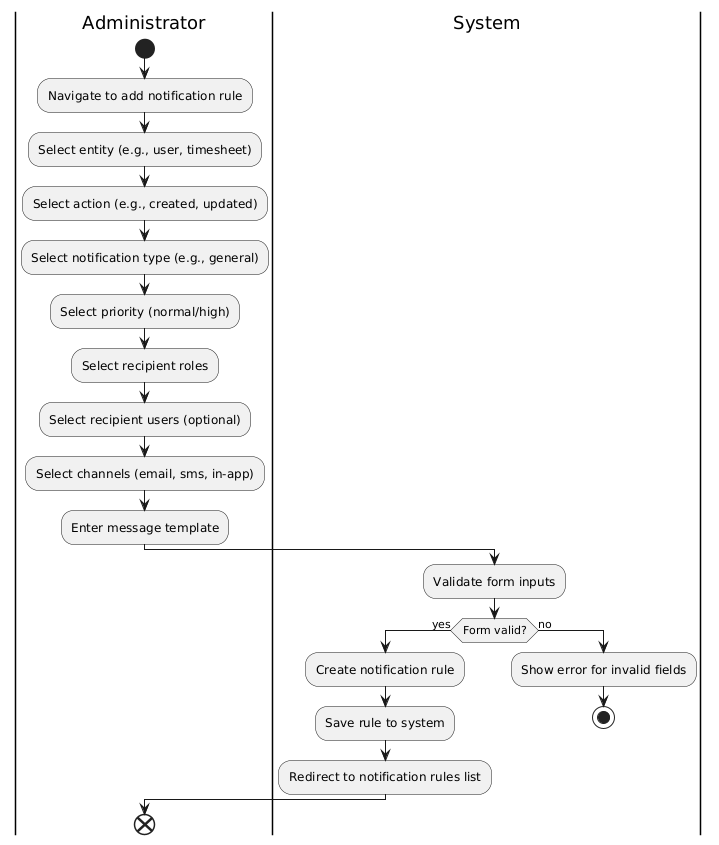 Administrator
System
Navigate to add notification rule
Select entity (e.g., user, timesheet)
Select action (e.g., created, updated)
Select notification type (e.g., general)
Select priority (normal/high)
Select recipient roles
Select recipient users (optional)
Select channels (email, sms, in-app)
Enter message template
Validate form inputs
yes
Form valid?
no
Create notification rule
Show error for invalid fields
Save rule to system
Redirect to notification rules list